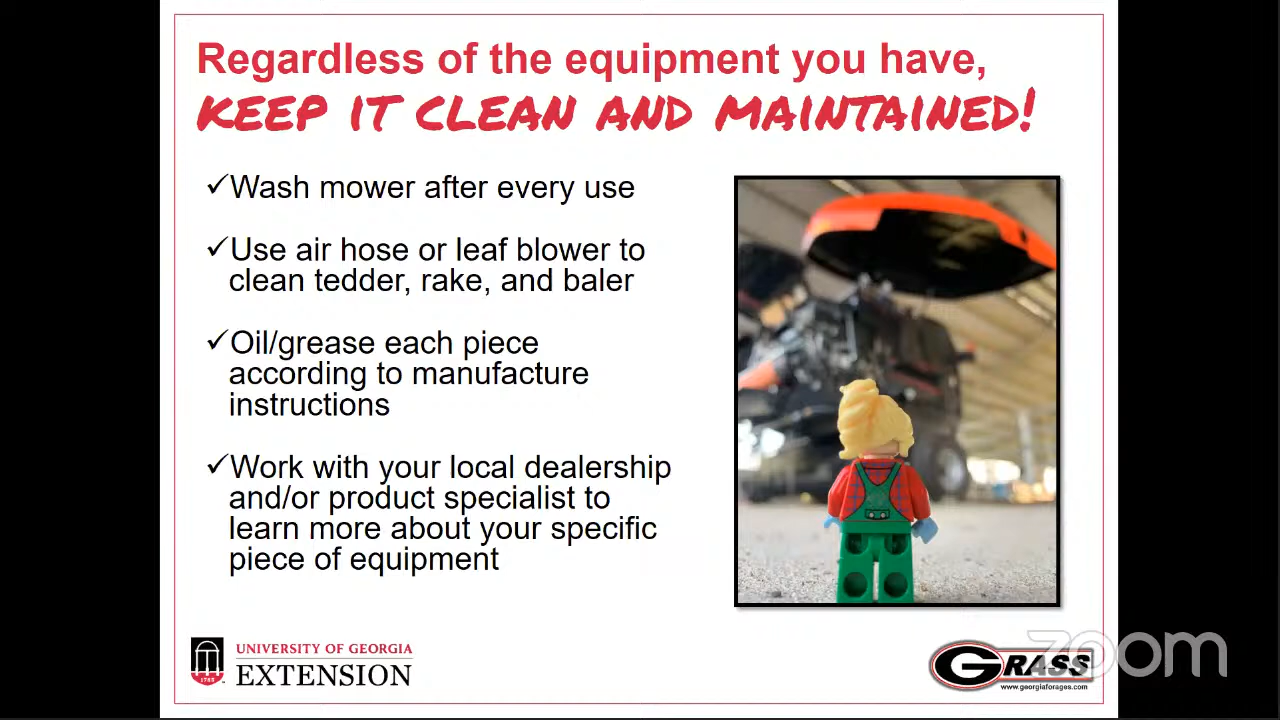 Regardless of the equipment you have,
KEEP IT CLEAN AND MAINTAINED!
✓Wash mower after every use
✓Use air hose or leaf blower to
clean tedder, rake, and baler
✓Oil/grease each piece
according to manufacture
instructions
✓Work with your local dealership
and/or product specialist to
learn more about your specific
piece of equipment
1785
UNIVERSITY OF GEORGIA
EXTENSION
GRASS
www.georgiaforages.com
zoom